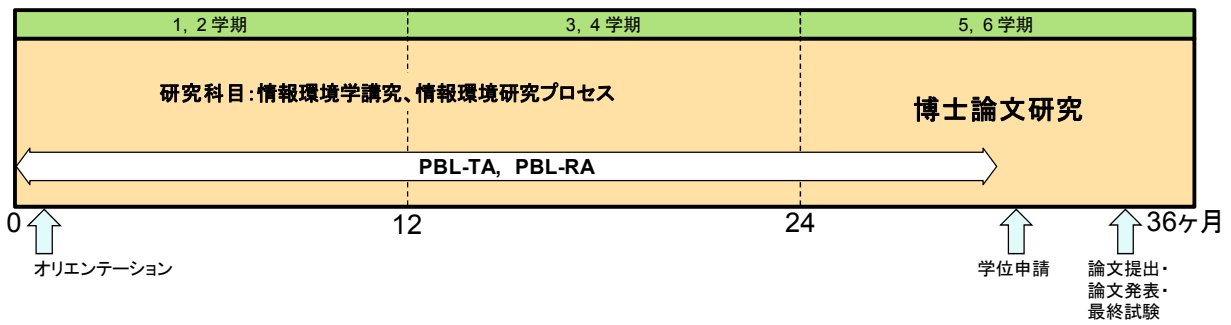 1, 2 学期
3, 4 学期
5, 6 学期
研究科目:情報環境学講究、情報環境研究プロセス
博士論文研究
PBL-TA, PBL-RA
0
12
24
36ヶ月
オリエンテーション
学位申請
論文提出・
論文発表・
最終試験